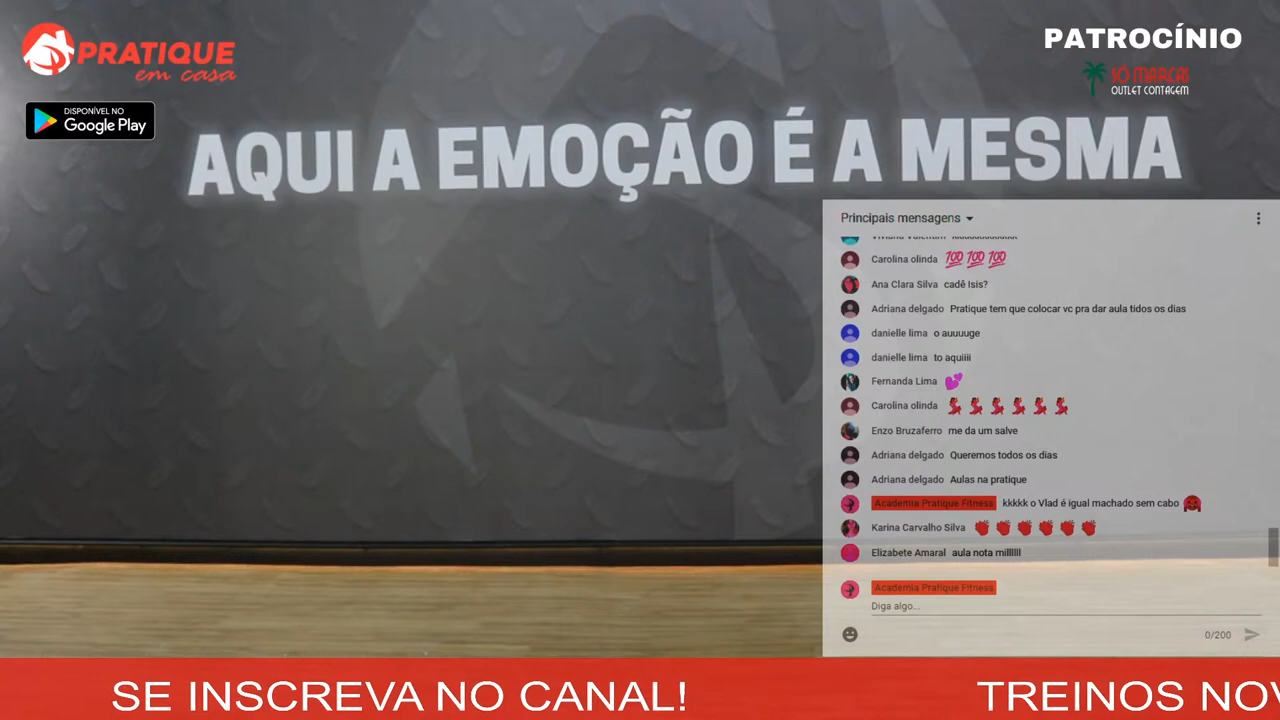 PRATIQUE
em casa
DISPONÍVEL NO
Google Play
PATROCÍNIO
SÓ MARCAS
OUTLET CONTAGEM
AQUI A EMOÇÃO É A MESMA
Principais mensagens
Carolina olinda 💯💯💯
Ana Clara Silva cadê Isis?
Adriana delgado Pratique tem que colocar vc pra dar aula tidos os dias
danielle lima o auuuuge
danielle lima to aquiiii
Fernanda Lima 💕
Carolina olinda 💃💃💃💃💃💃
Enzo Bruzaferro me da um salve
Adriana delgado Queremos todos os dias
Adriana delgado Aulas na pratique
Academia Pratique Fitness kkkkk o Vlad é igual machado sem cabo
Karina Carvalho Silva 👏👏👏👏👏👏
Elizabete Amaral aula nota millllll
Academia Pratique Fitness
Diga algo...
0/200
SE INSCREVA NO CANAL!
TREINOS NOV